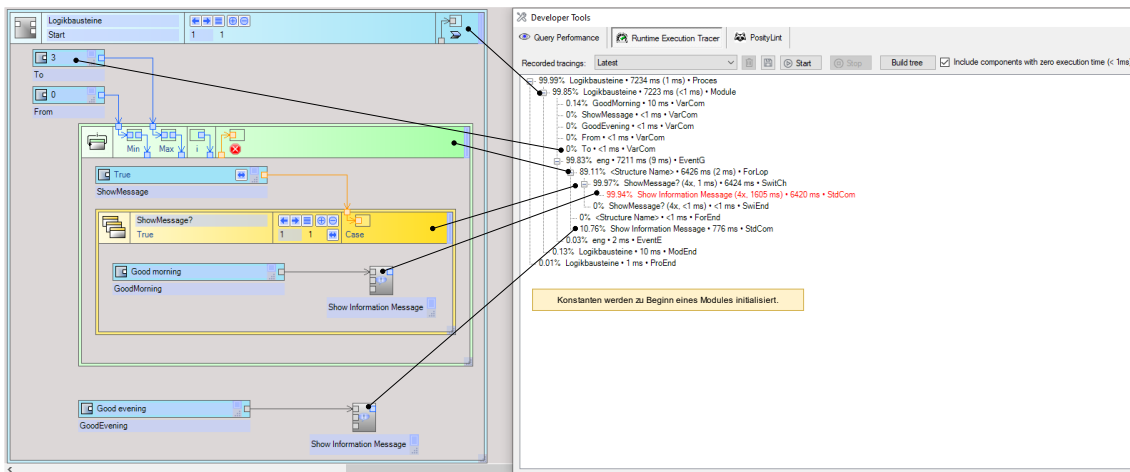 Logikbausteine
Start
1 1
3
To
0
From
Min Max i
True
ShowMessage
ShowMessage?
True
1 1
Case
Good morning
GoodMorning
Show Information Message
Good evening
GoodEvening
Show Information Message
Developer Tools
Query Perfomance
Runtime Execution Tracer
PosityLint
Recorded tracings:
Latest
Start
Stop
Build tree
Include components with zero execution time (< 1ms)
99.99% Logikbausteine • 7234 ms (1 ms) • Proces
99.85% Logikbausteine • 7223 ms (<1 ms) • Module
0.14% GoodMorning • 10 ms • VarCom
0% ShowMessage • <1 ms • VarCom
0% GoodEvening • <1 ms • VarCom
0% From • <1 ms • VarCom
0% To • <1 ms • VarCom
99.83% eng • 7211 ms (9 ms) • EventG
89.11% <Structure Name> • 6426 ms (2 ms) • ForLop
99.97% ShowMessage? (4x, 1 ms) • 6424 ms • SwitCh
99.94% Show Information Message (4x, 1605 ms) • 6420 ms • StdCom
0% ShowMessage? (4x, <1 ms) • <1 ms • SwiEnd
0% <Structure Name> • <1 ms • ForEnd
10.76% Show Information Message • 776 ms • StdCom
0.03% eng • 2 ms • EventE
0.13% Logikbausteine • 10 ms • ModEnd
0.01% Logikbausteine • 1 ms • ProEnd
Konstanten werden zu Beginn eines Modules initialisiert.